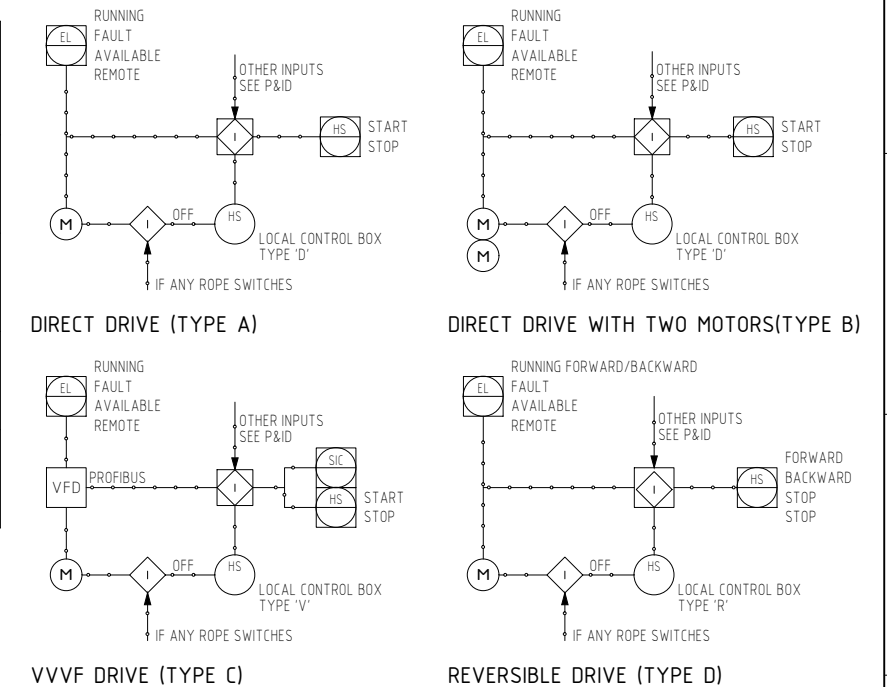 RUNNING
EL
FAULT
AVAILABLE
REMOTE
OTHER INPUTS
SEE P&ID
I
HS
START
STOP
M
I
OFF
HS
LOCAL CONTROL BOX
TYPE 'D'
IF ANY ROPE SWITCHES
DIRECT DRIVE (TYPE A)
RUNNING
EL
FAULT
AVAILABLE
REMOTE
OTHER INPUTS
SEE P&ID
I
HS
START
STOP
M
M
I
OFF
HS
LOCAL CONTROL BOX
TYPE 'D'
IF ANY ROPE SWITCHES
DIRECT DRIVE WITH TWO MOTORS(TYPE B)
RUNNING
EL
FAULT
AVAILABLE
REMOTE
OTHER INPUTS
SEE P&ID
VFD
PROFIBUS
I
SIC
HS
START
STOP
M
I
OFF
HS
LOCAL CONTROL BOX
TYPE 'V'
IF ANY ROPE SWITCHES
VVVF DRIVE (TYPE C)
RUNNING FORWARD/BACKWARD
EL
FAULT
AVAILABLE
REMOTE
OTHER INPUTS
SEE P&ID
I
HS
FORWARD
BACKWARD
STOP
STOP
M
I
OFF
HS
LOCAL CONTROL BOX
TYPE 'R'
IF ANY ROPE SWITCHES
REVERSIBLE DRIVE (TYPE D)